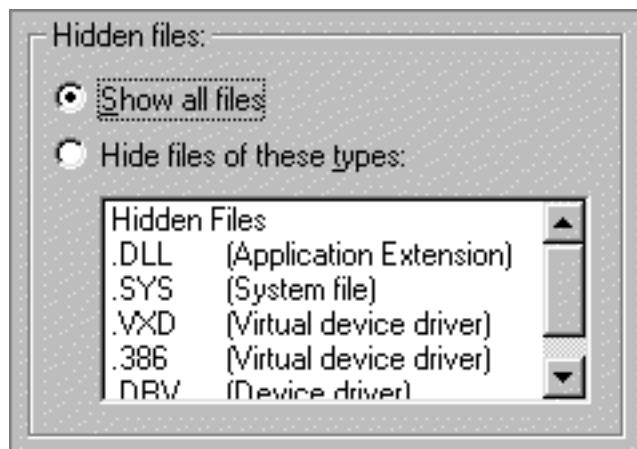 Hidden files:
Show all files
Hide files of these types:
Hidden Files
.DLL (Application Extension)
.SYS (System file)
.VXD (Virtual device driver)
.386 (Virtual device driver)
.DRV (Device driver)